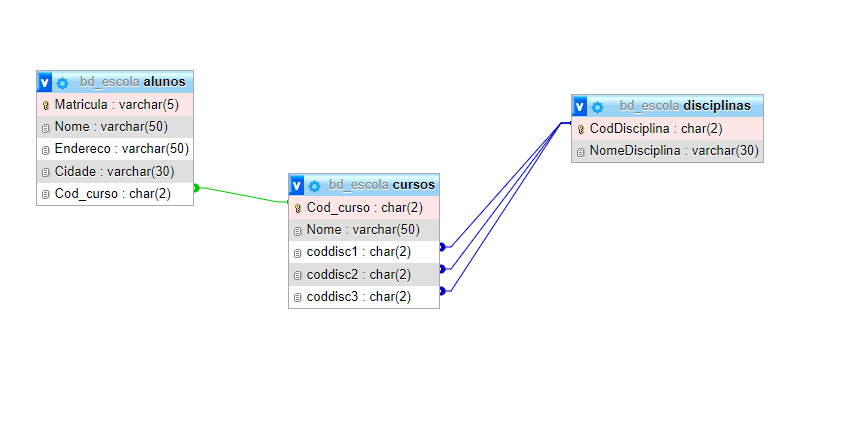 v bd_escola alunos
Matricula : varchar(5)
Nome : varchar(50)
Endereco : varchar(50)
Cidade : varchar(30)
Cod_curso : char(2)
v bd_escola cursos
Cod_curso : char(2)
Nome : varchar(50)
coddisc1 : char(2)
coddisc2 : char(2)
coddisc3 : char(2)
v bd_escola disciplinas
CodDisciplina : char(2)
NomeDisciplina : varchar(30)